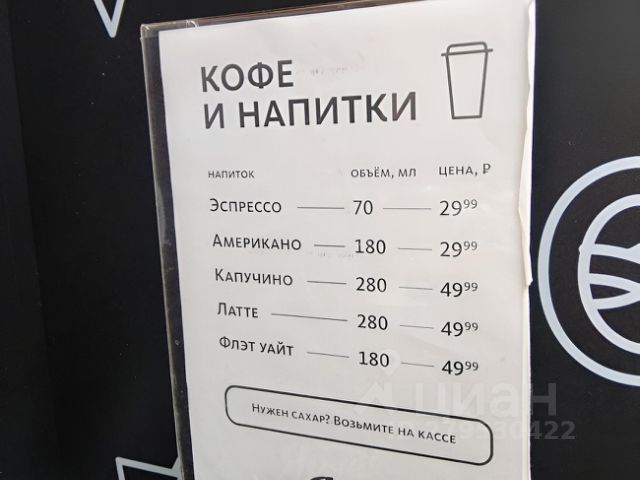 КОФЕ
И НАПИТКИ
НАПИТОК ОБЪЁМ, МЛ ЦЕНА, ₽
ЭСПРЕССО 70 29⁹⁹
АМЕРИКАНО 180 29⁹⁹
КАПУЧИНО 280 49⁹⁹
ЛАТТЕ 280 49⁹⁹
ФЛЭТ УАЙТ 180 49⁹⁹
НУЖЕН САХАР? ВОЗЬМИТЕ НА КАССЕ
ЦИАН